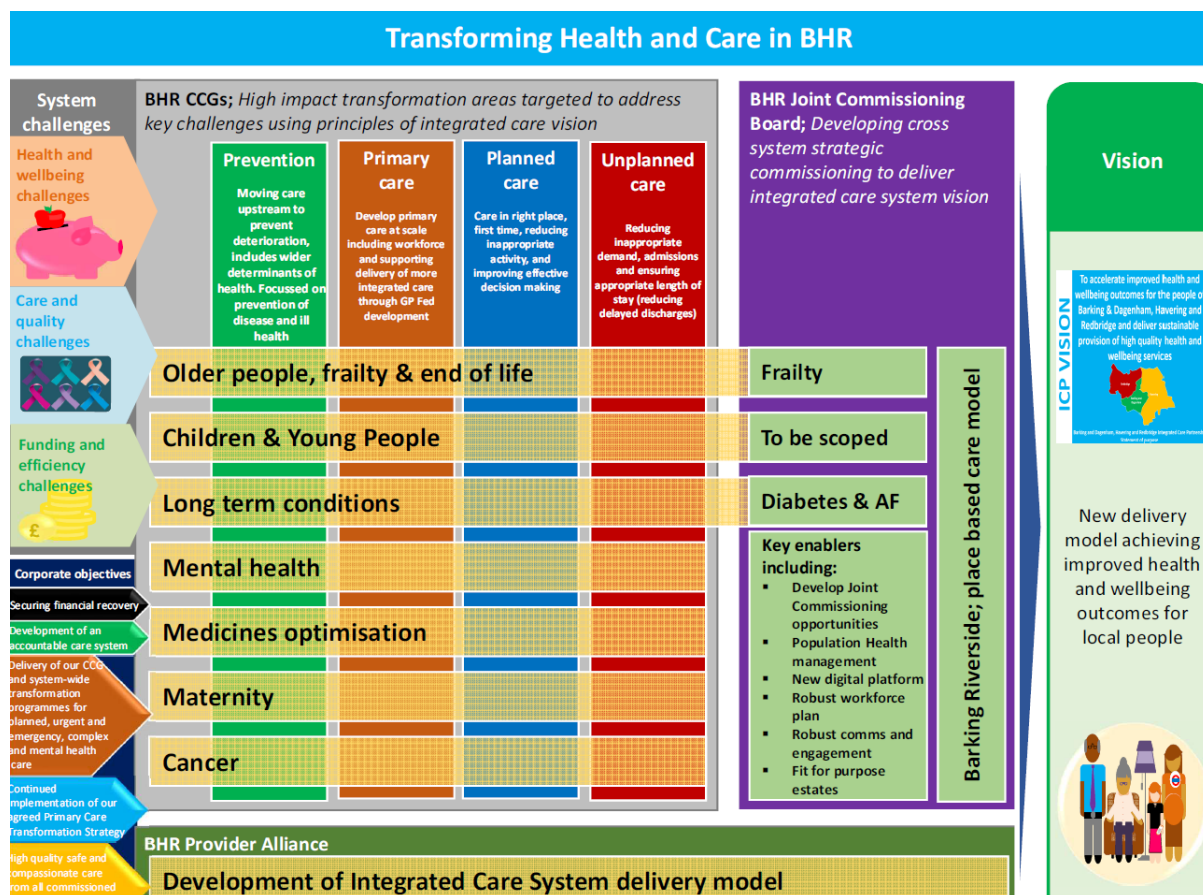 Transforming Health and Care in BHR
System
challenges
Health and
wellbeing
challenges
Care and
quality
challenges
Funding and
efficiency
challenges
£
Corporate objectives
Securing financial recovery
Development of an
accountable care system
Delivery of our CCG
and system-wide
transformation
programmes for
planned, urgent and
emergency, complex
and mental health
care
Continued
implementation of our
agreed Primary Care
Transformation Strategy
High quality safe and
compassionate care
from all commissioned
BHR CCGs; High impact transformation areas targeted to address
key challenges using principles of integrated care vision
Prevention
Moving care
upstream to
prevent
deterioration,
includes wider
determinants of
health. Focussed on
prevention of
disease and ill
health
Primary
care
Develop primary
care at scale
including workforce
and supporting
delivery of more
integrated care
through GP Fed
development
Planned
care
Care in right place,
first time, reducing
inappropriate
activity, and
improving effective
decision making
Unplanned
care
Reducing
inappropriate
demand, admissions
and ensuring
appropriate length of
stay (reducing
delayed discharges)
Older people, frailty & end of life
Children & Young People
Long term conditions
Mental health
Medicines optimisation
Maternity
Cancer
BHR Joint Commissioning
Board; Developing cross
system strategic
commissioning to deliver
integrated care system vision
Frailty
To be scoped
Diabetes & AF
Key enablers
including:
▪ Develop Joint
Commissioning
opportunities
▪ Population Health
management
▪ New digital platform
▪ Robust workforce
plan
▪ Robust comms and
engagement
▪ Fit for purpose
estates
Barking Riverside; place based care model
BHR Provider Alliance
Development of Integrated Care System delivery model
Vision
ICP VISION
To accelerate improved health and
wellbeing outcomes for the people of
Barking & Dagenham, Havering and
Redbridge and deliver sustainable
provision of high quality health and
wellbeing services
Barking and Dagenham, Havering and Redbridge Integrated Care Partnership
Statement of purpose
New delivery
model achieving
improved health
and wellbeing
outcomes for
local people